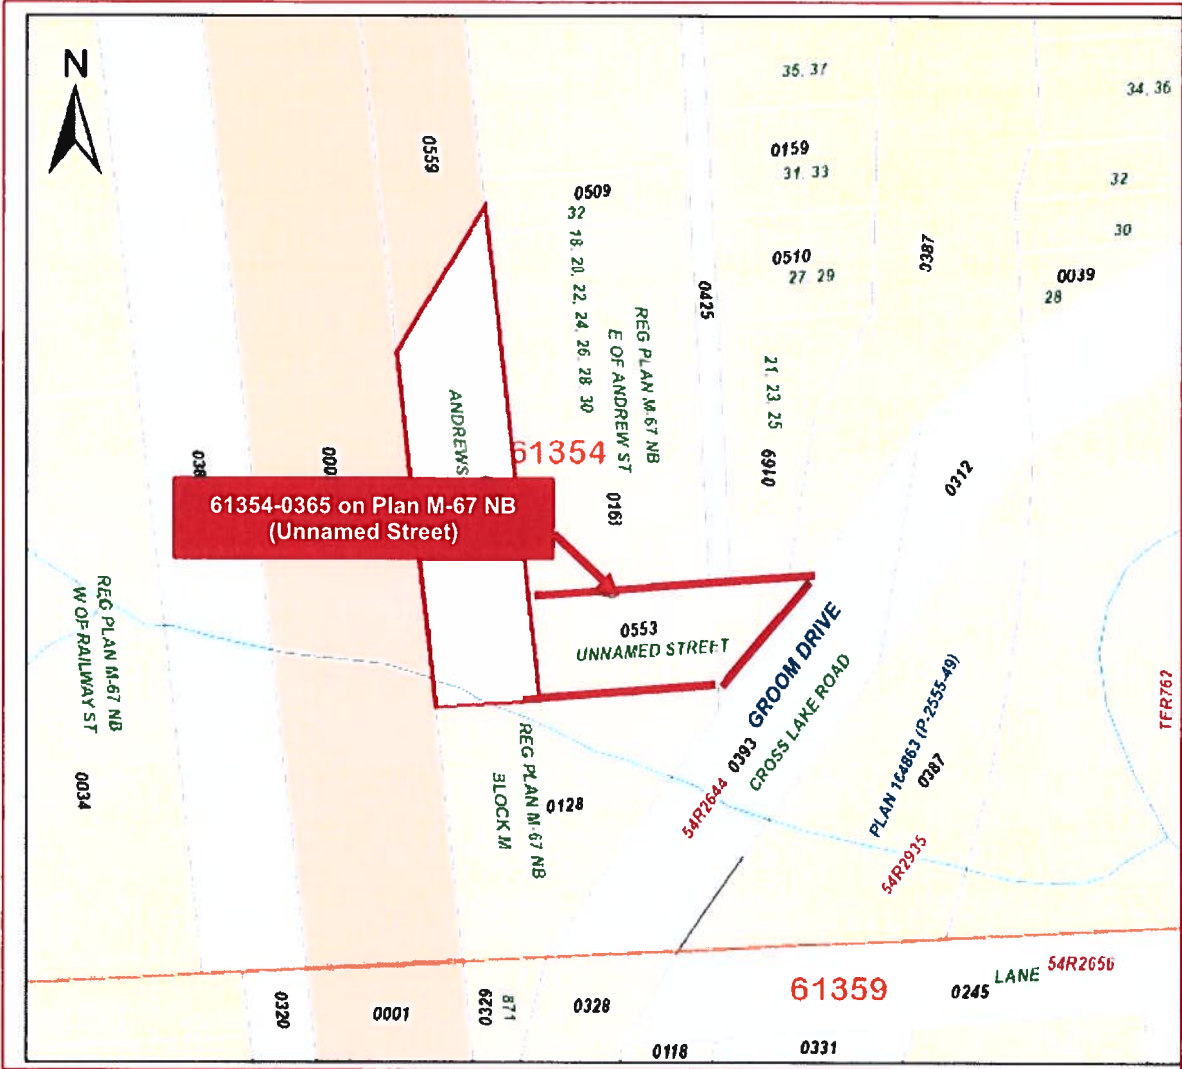 N
35, 37
34, 36
0559
0159
31, 33
32
0509
32
18, 20, 22, 24, 26, 28, 30
30
0387
0510
27 29
0039
28
0425
REG PLAN M-67 NB
E OF ANDREW ST
21, 23, 25
ANDREWS
61354
0169
0312
61354-0365 on Plan M-67 NB
(Unnamed Street)
0163
REG PLAN M-67 NB
W OF RAILWAY ST
0034
0553
UNNAMED STREET
GROOM DRIVE
CROSS LAKE ROAD
0393
54R2644
PLAN 164863 (P-2555-49)
0387
54R2935
TER762
REG PLAN M-67 NB
BLOCK M
0128
61359
LANE
54R2656
0245
0320
0001
0329
871
0328
0118
0331